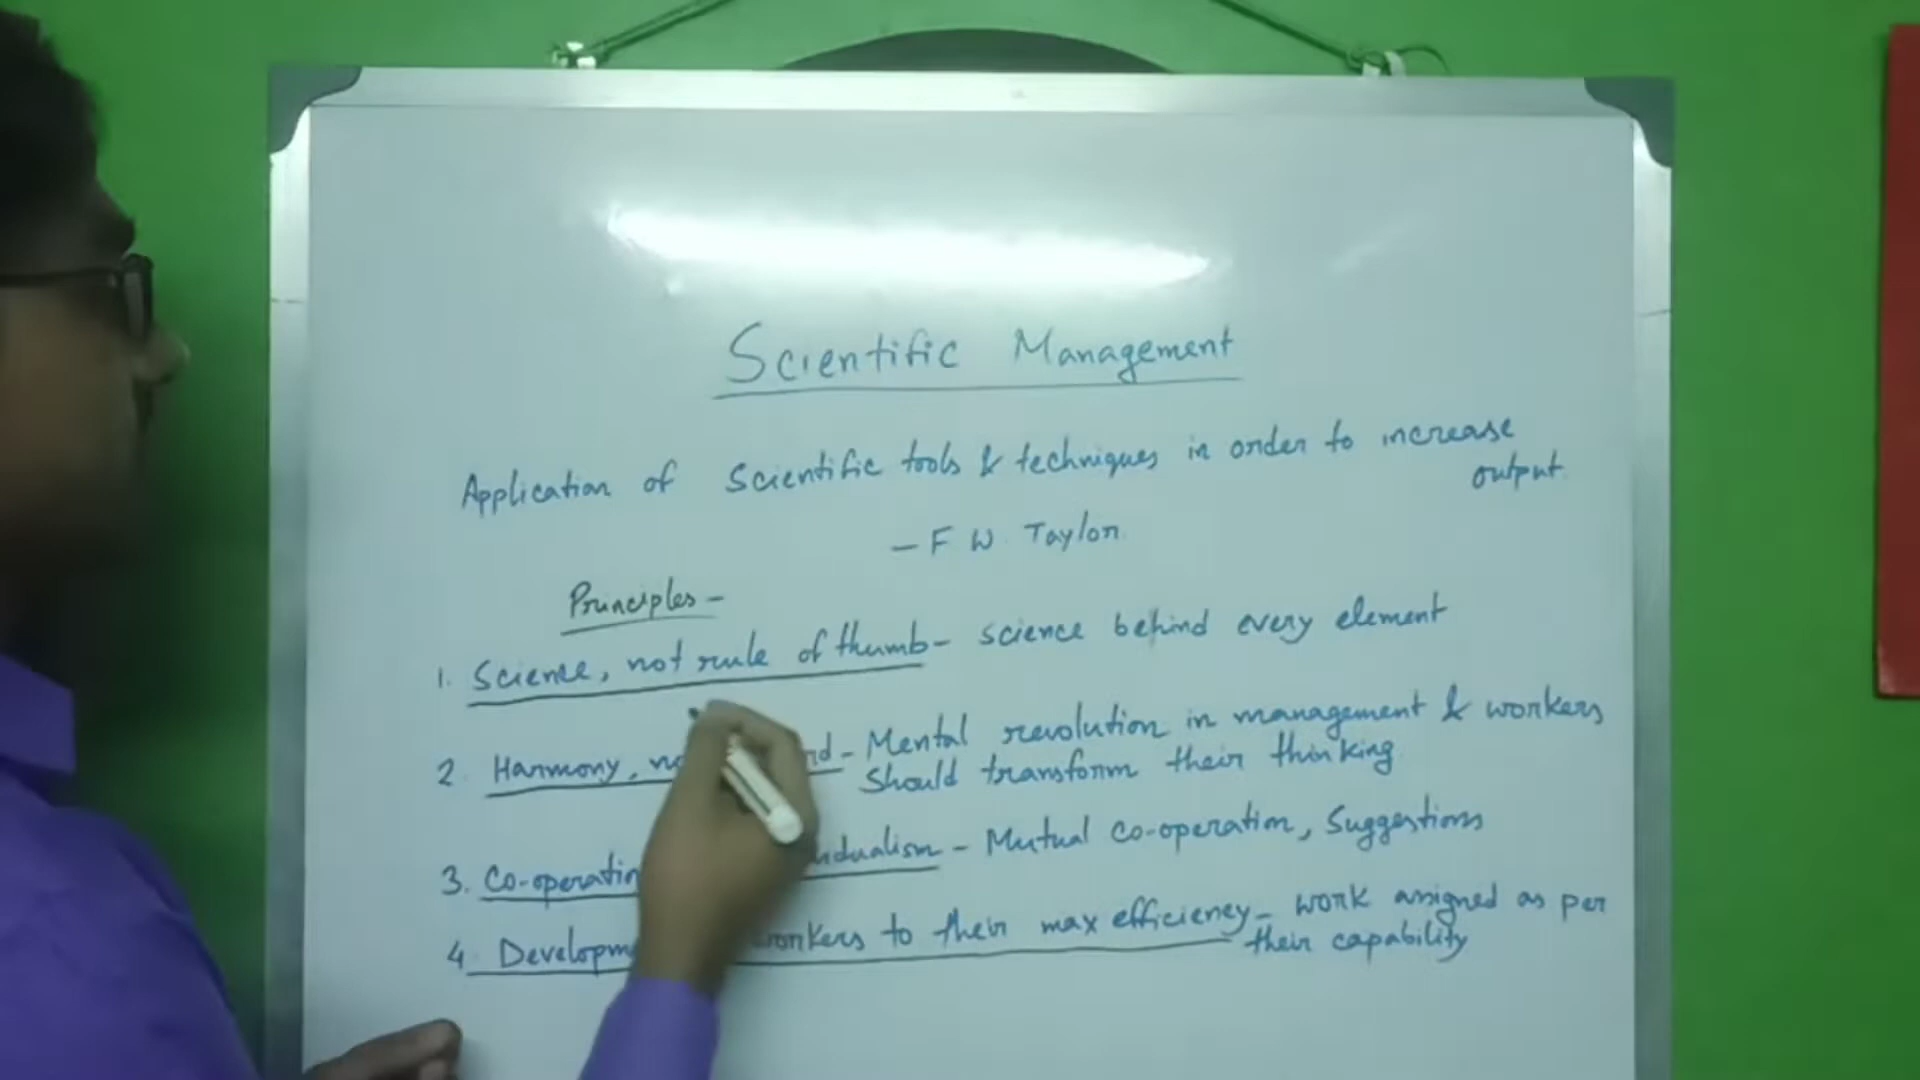 Scientific Management
Application of Scientific tools & techniques in order to increase
output.
- F W. Taylor.
Principles -
1. Science, not rule of thumb - science behind every element
2. Harmony, - Mental revolution in management & workers
Should transform their thinking
3. Co-operation - Mutual Co-operation, Suggestions
4. workers to their max efficiency - work assigned as per
their capability